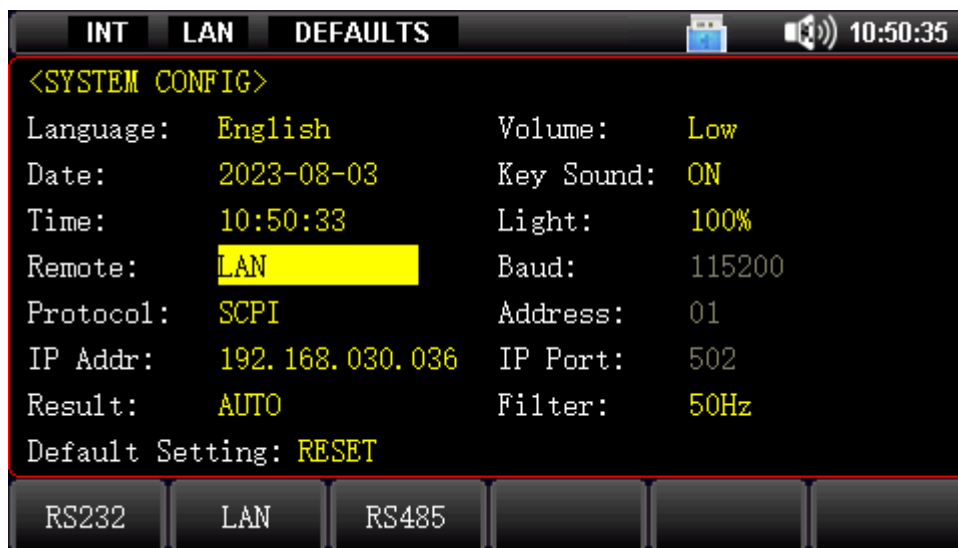 INT LAN DEFAULTS 10:50:35
<SYSTEM CONFIG>
Language: English Volume: Low
Date: 2023-08-03 Key Sound: ON
Time: 10:50:33 Light: 100%
Remote: LAN Baud: 115200
Protocol: SCPI Address: 01
IP Addr: 192.168.030.036 IP Port: 502
Result: AUTO Filter: 50Hz
Default Setting: RESET
RS232 LAN RS485